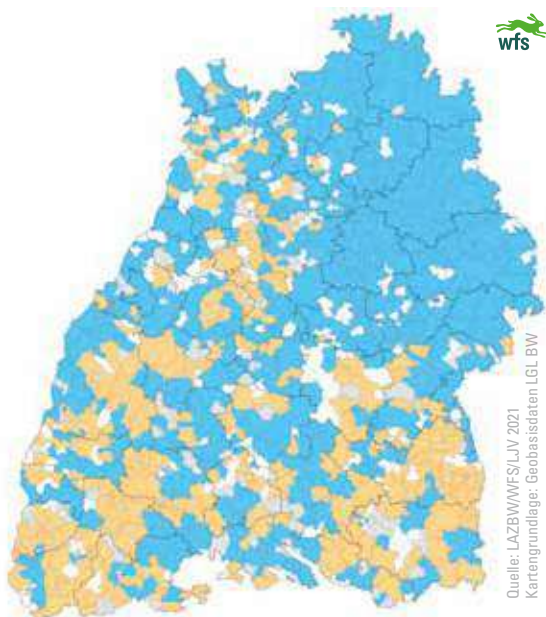 wfs
Quelle: LAZBW/WFS/LJV 2021
Kartengrundlage: Geobasisdaten LGL BW